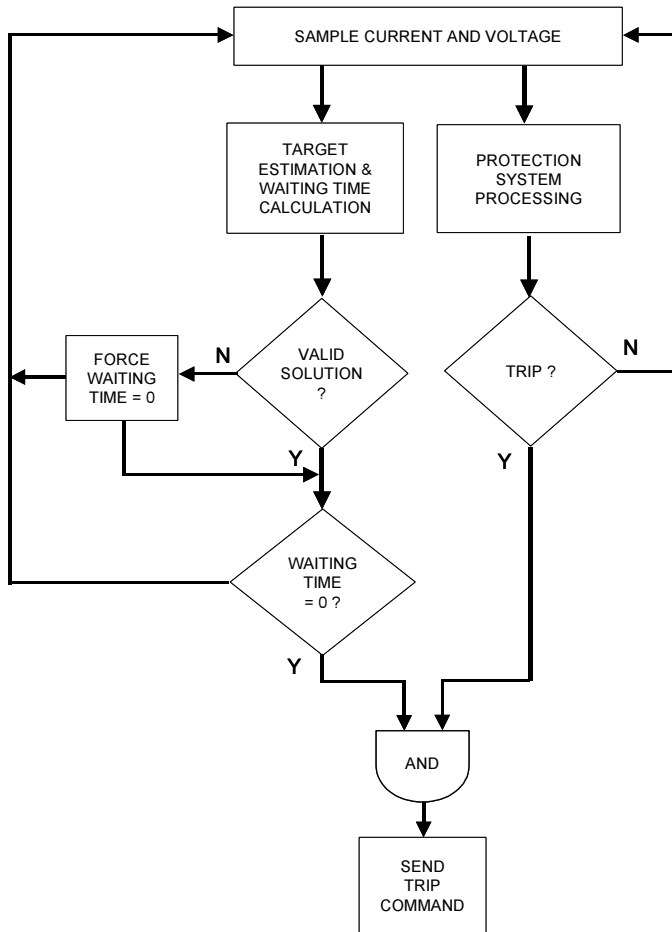 SAMPLE CURRENT AND VOLTAGE
TARGET
ESTIMATION &
WAITING TIME
CALCULATION
PROTECTION
SYSTEM
PROCESSING
FORCE
WAITING
TIME = 0
N
VALID
SOLUTION
?
Y
TRIP ?
N
Y
WAITING
TIME
= 0 ?
Y
AND
SEND
TRIP
COMMAND